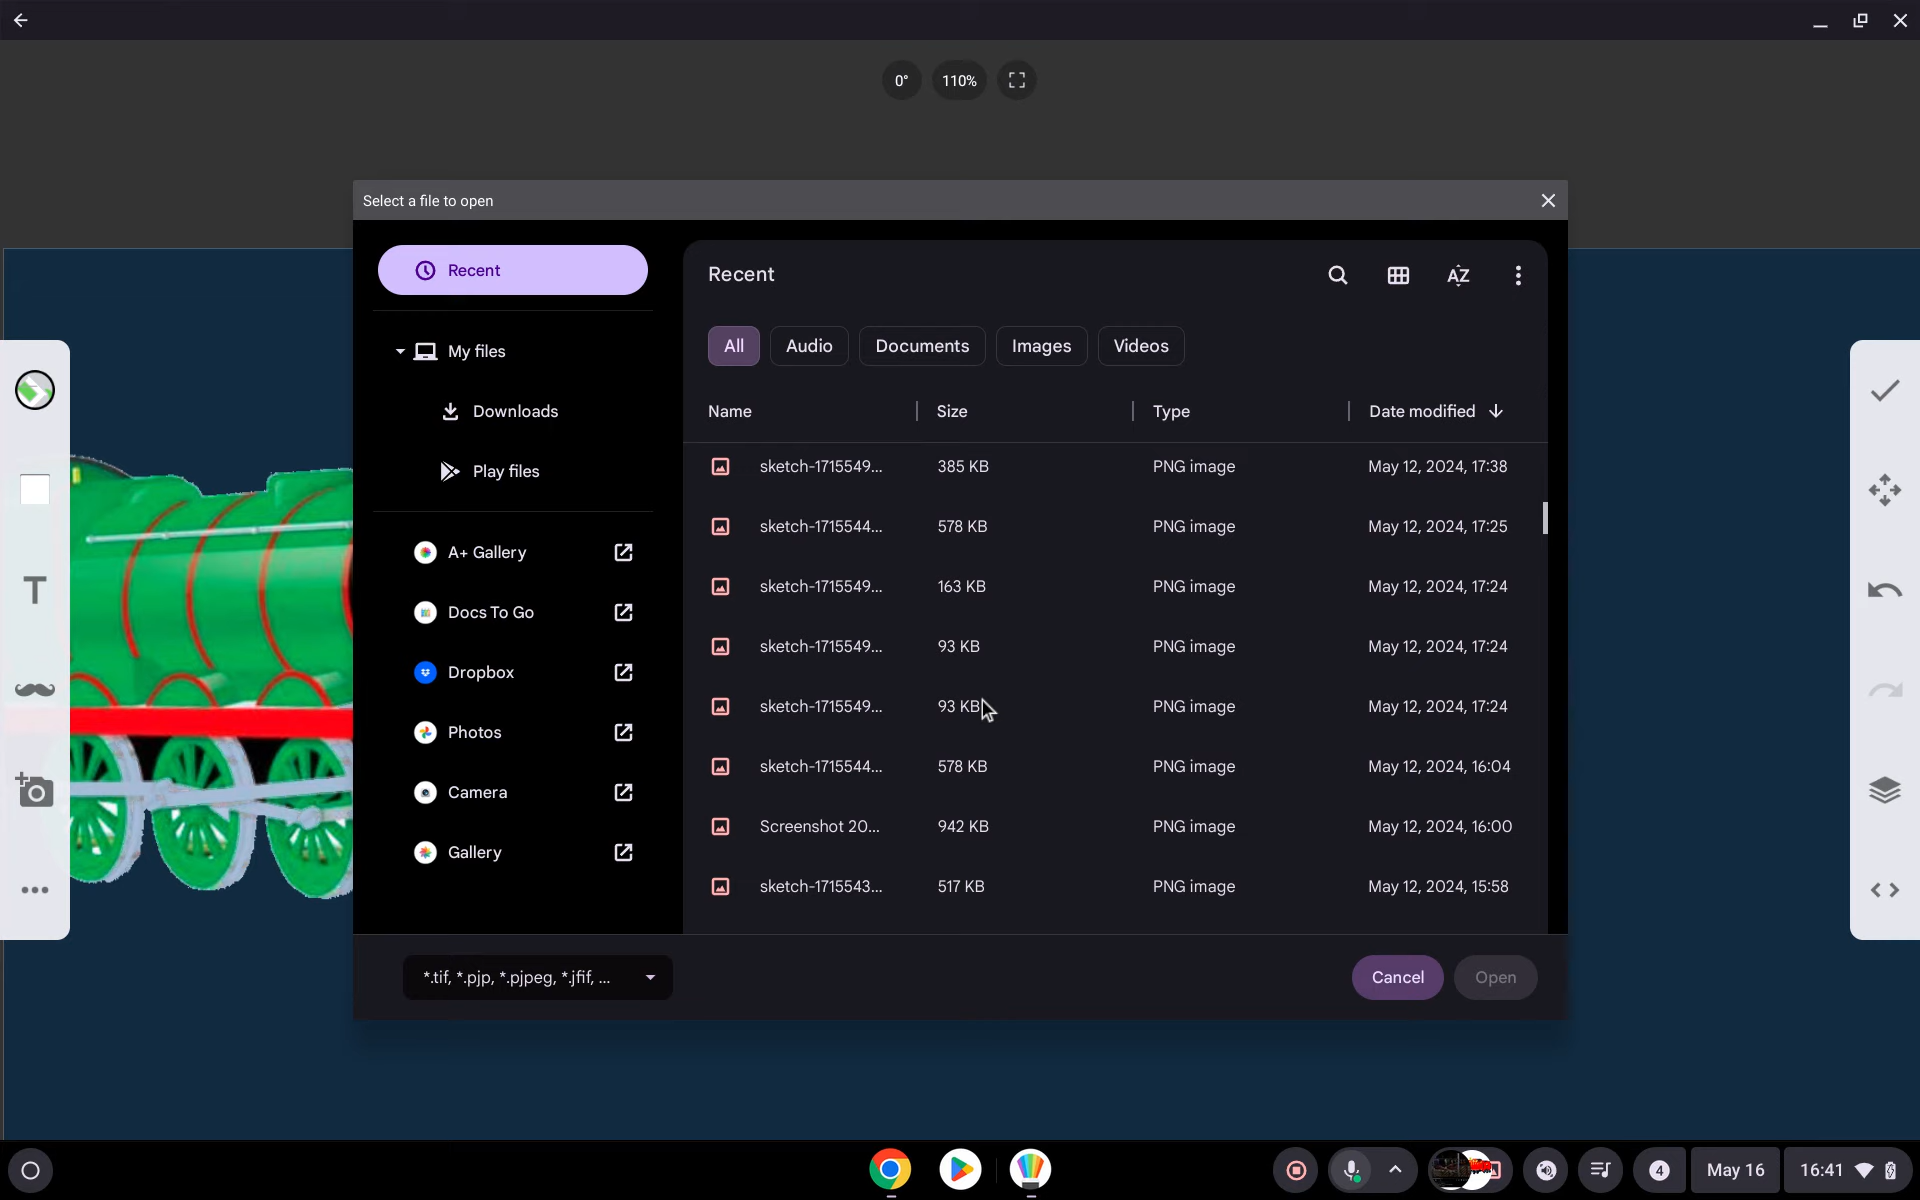 0° 110%
Select a file to open
Recent
My files
Downloads
Play files
A+ Gallery
Docs To Go
Dropbox
Photos
Camera
Gallery
Recent
AZ
All Audio Documents Images Videos
Name Size Type Date modified
sketch-1715549... 385 KB PNG image May 12, 2024, 17:38
sketch-1715544... 578 KB PNG image May 12, 2024, 17:25
sketch-1715549... 163 KB PNG image May 12, 2024, 17:24
sketch-1715549... 93 KB PNG image May 12, 2024, 17:24
sketch-1715549... 93 KB PNG image May 12, 2024, 17:24
sketch-1715544... 578 KB PNG image May 12, 2024, 16:04
Screenshot 20... 942 KB PNG image May 12, 2024, 16:00
sketch-1715543... 517 KB PNG image May 12, 2024, 15:58
*.tif, *.pjp, *.pjpeg, *.jfif, ...
Cancel Open
T
4 May 16 16:41